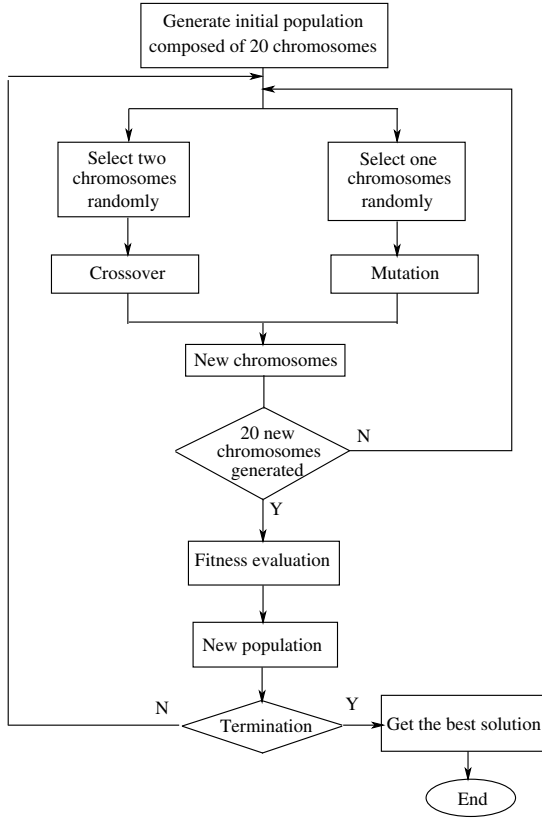 Generate initial population
composed of 20 chromosomes
Select two
chromosomes
randomly
Select one
chromosomes
randomly
Crossover
Mutation
New chromosomes
20 new
chromosomes
generated
N
Y
Fitness evaluation
New population
N
Termination
Y
Get the best solution
End